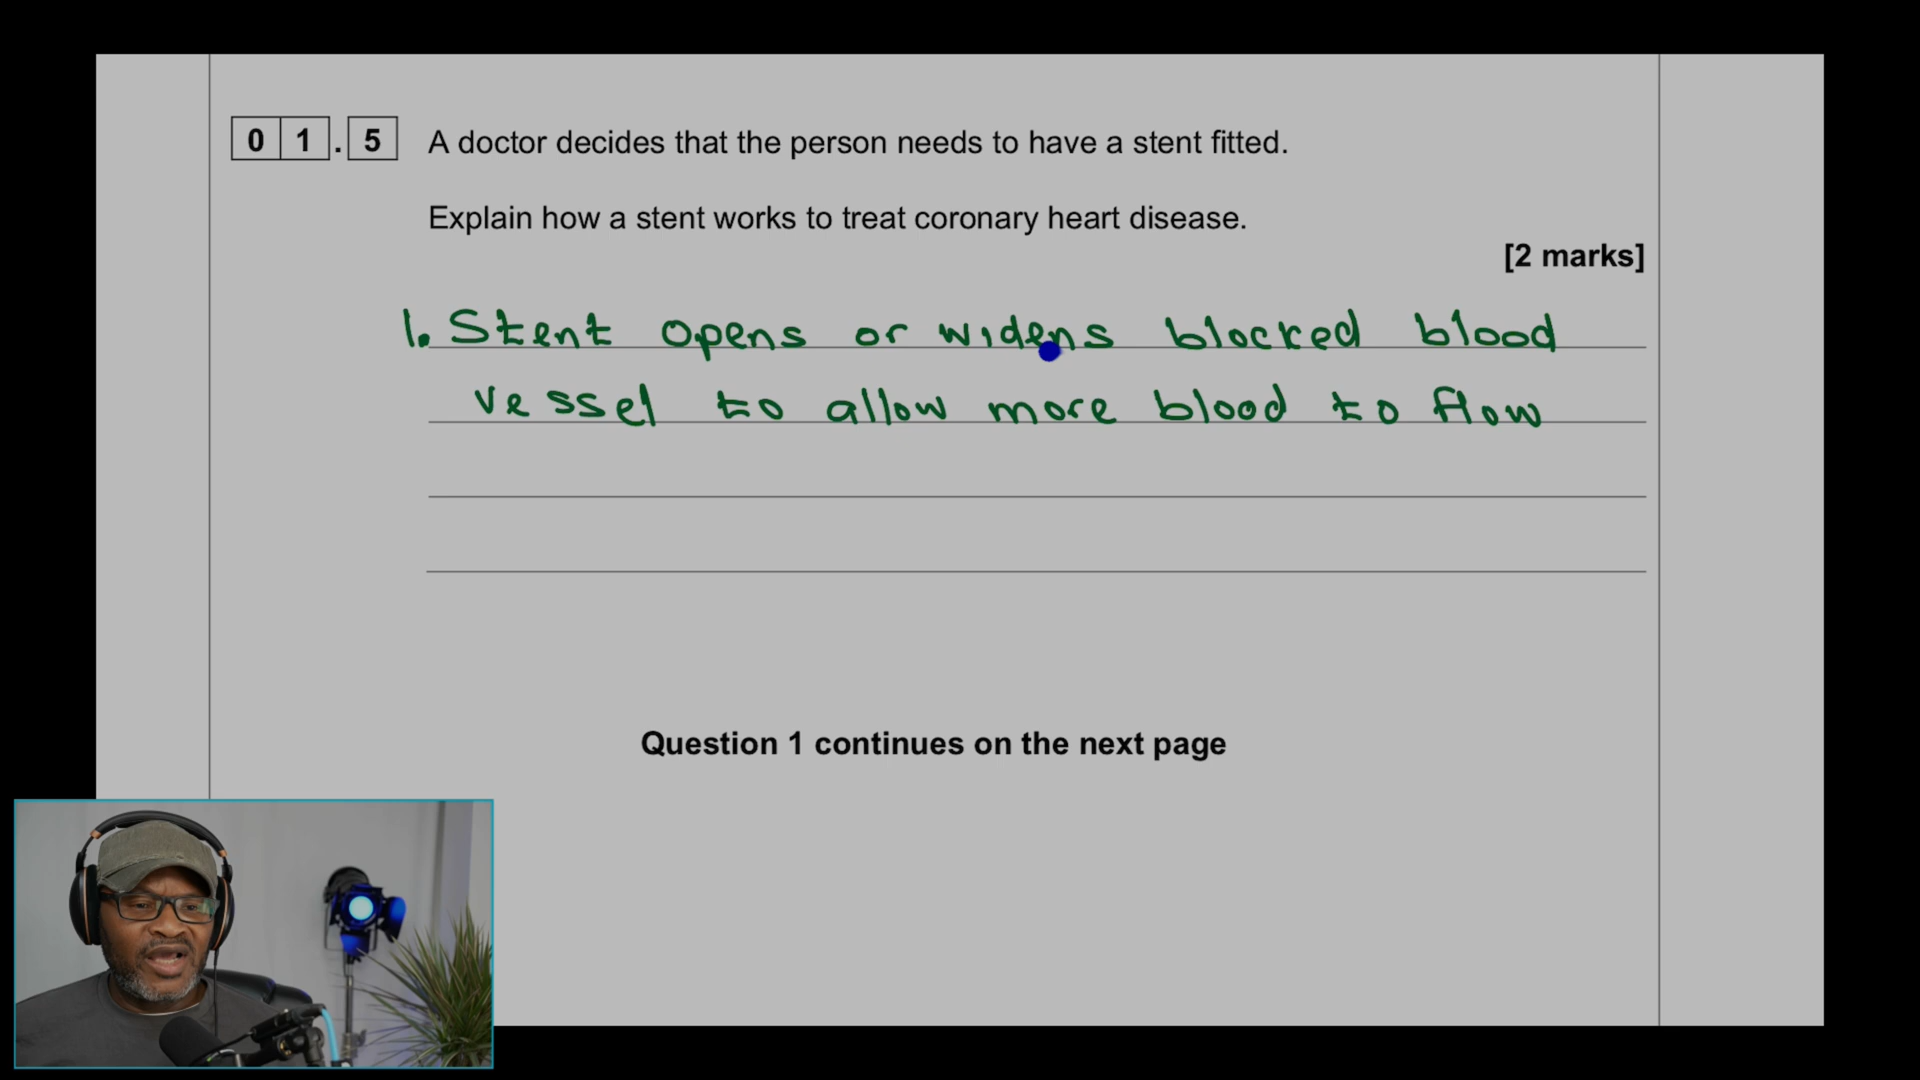 01.5 A doctor decides that the person needs to have a stent fitted.
Explain how a stent works to treat coronary heart disease.
[2 marks]
1. Stent opens or widens blocked blood
vessel to allow more blood to flow
Question 1 continues on the next page